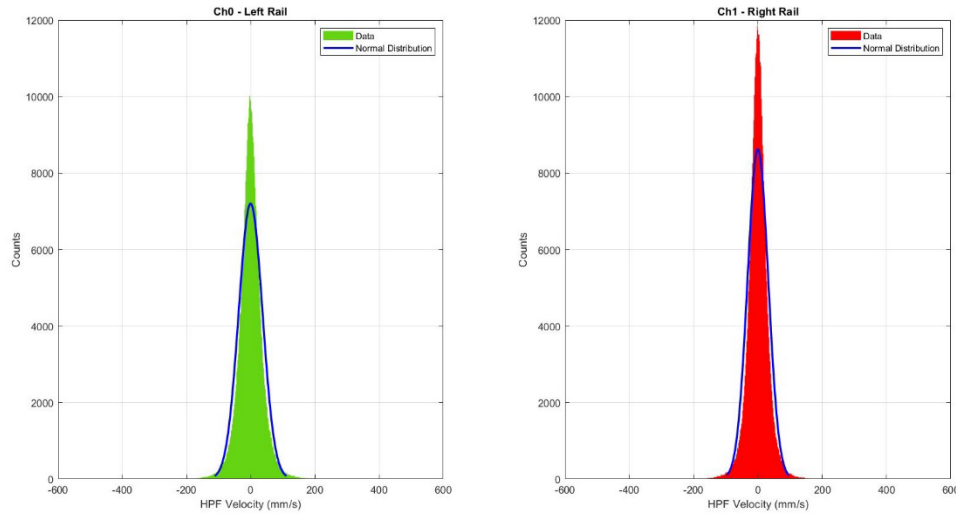 Ch0 - Left Rail
12000
10000
8000
6000
4000
2000
0
Counts
-600
-400
-200
0
200
400
600
HPF Velocity (mm/s)
Data
Normal Distribution
Ch1 - Right Rail
12000
10000
8000
6000
4000
2000
0
Counts
-600
-400
-200
0
200
400
600
HPF Velocity (mm/s)
Data
Normal Distribution